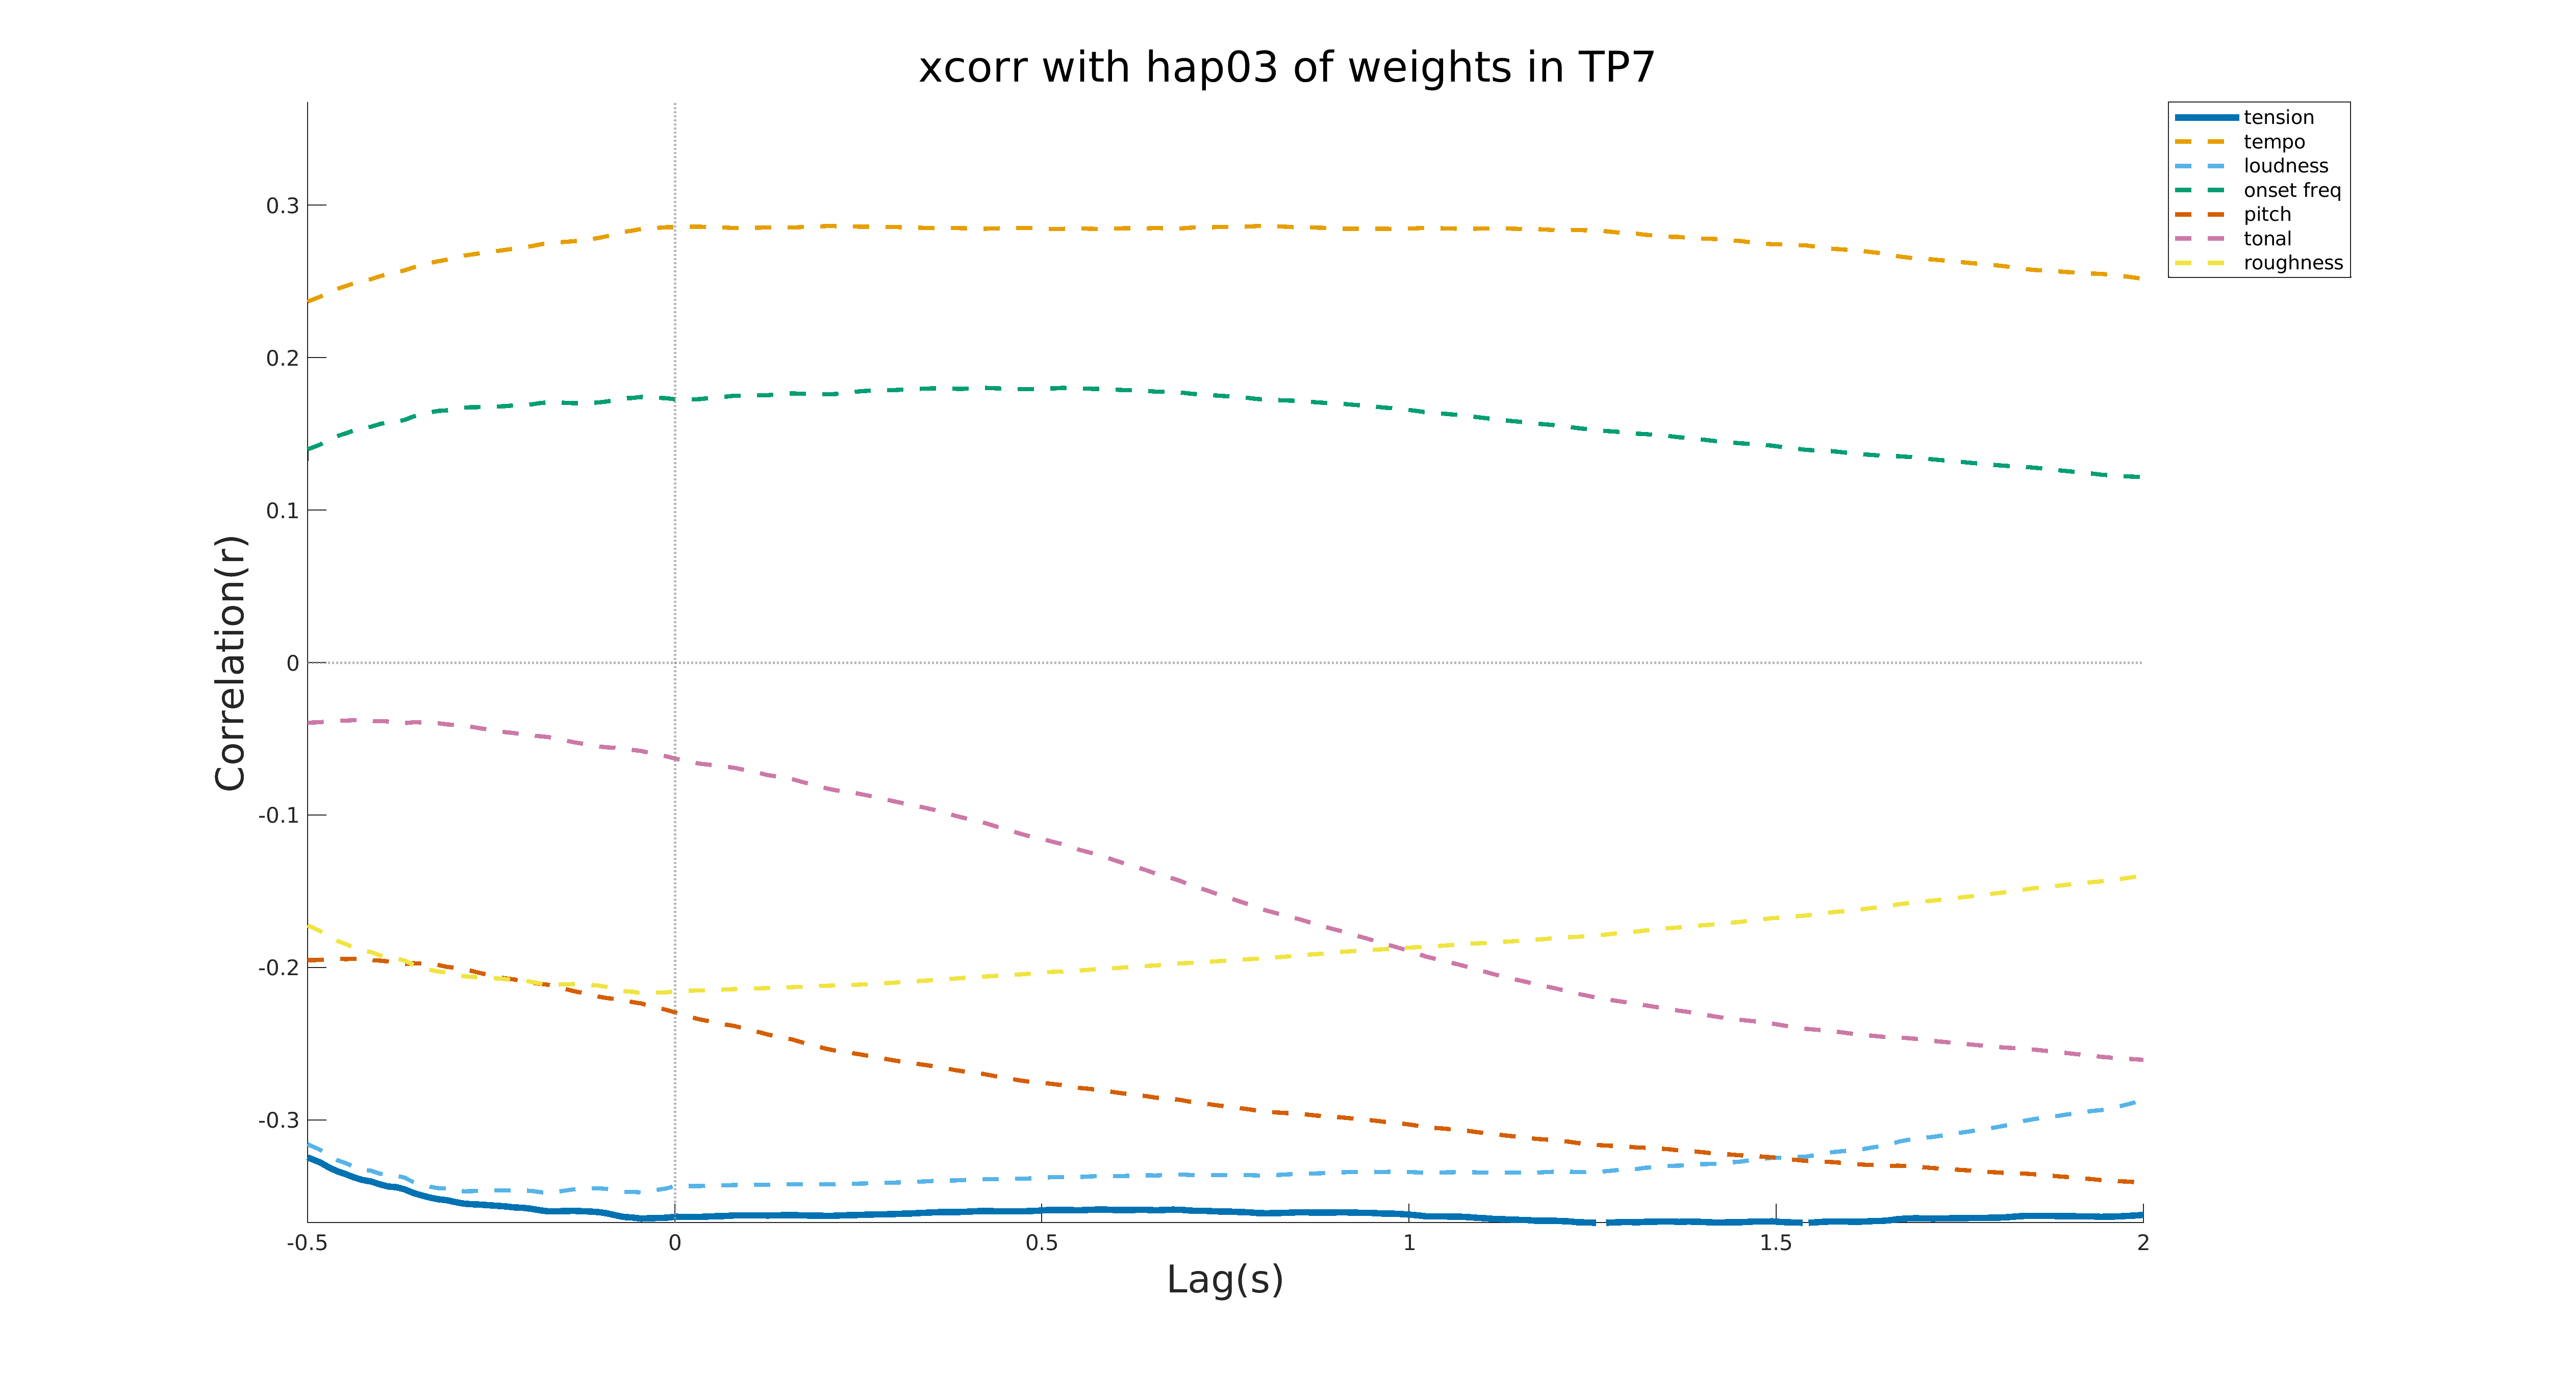 xcorr with hap03 of weights in TP7
tension
tempo
loudness
onset freq
pitch
tonal
roughness
Correlation(r)
0.3
0.2
0.1
0
-0.1
-0.2
-0.3
-0.5
0
0.5
1
1.5
2
Lag(s)